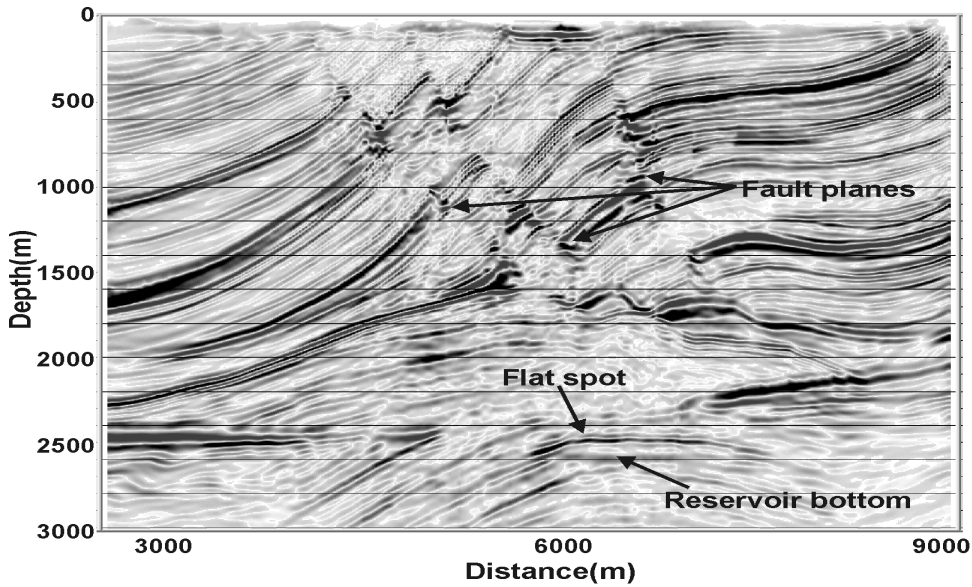 0
500
1000
Fault planes
1500
Depth(m)
2000
Flat spot
2500
Reservoir bottom
3000
3000 6000 9000
Distance(m)